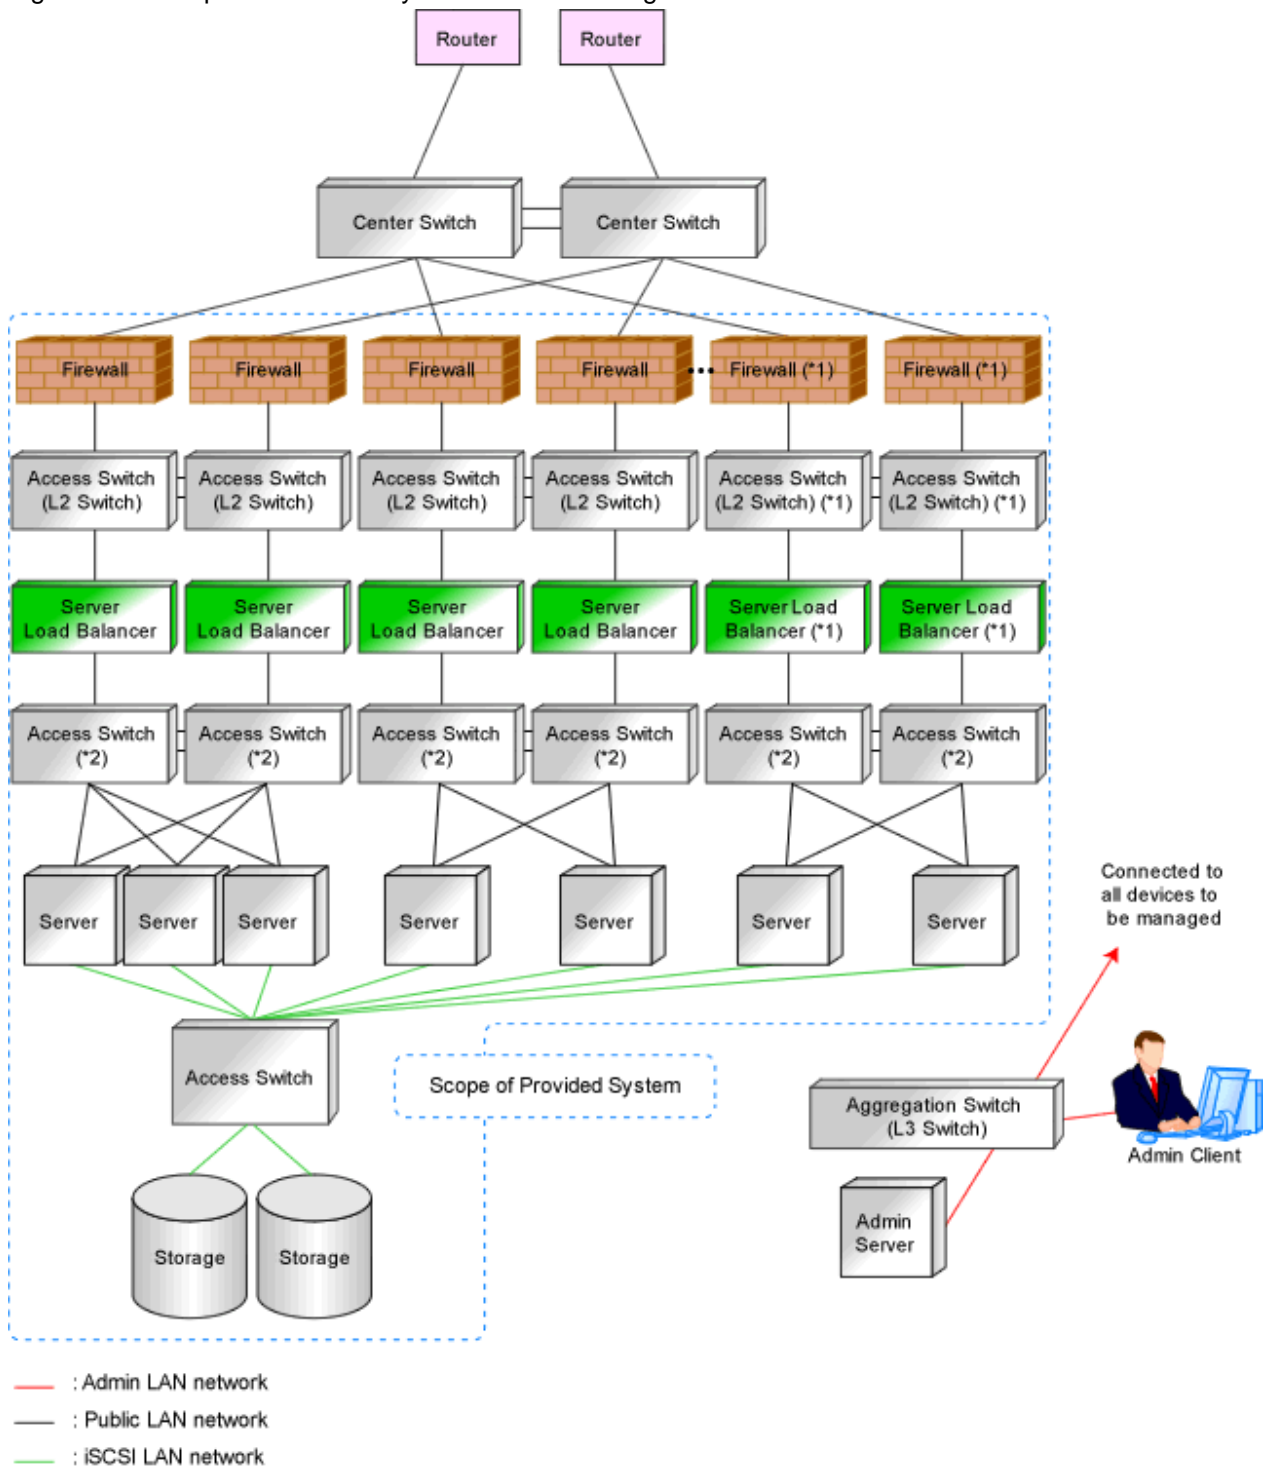 Router Router
Center Switch Center Switch
Firewall Firewall Firewall Firewall ••• Firewall (*1) Firewall (*1)
Access Switch Access Switch Access Switch Access Switch Access Switch Access Switch
(L2 Switch) (L2 Switch) (L2 Switch) (L2 Switch) (L2 Switch) (*1) (L2 Switch) (*1)
Server Server Server Server Server Load Server Load
Load Balancer Load Balancer Load Balancer Load Balancer Balancer (*1) Balancer (*1)
Access Switch Access Switch Access Switch Access Switch Access Switch Access Switch
(*2) (*2) (*2) (*2) (*2) (*2)
Server Server Server Server Server Server Server
Connected to
all devices to
be managed
Access Switch
Scope of Provided System
Aggregation Switch
(L3 Switch)
Admin Client
Admin
Server
Storage Storage
: Admin LAN network
: Public LAN network
: iSCSI LAN network